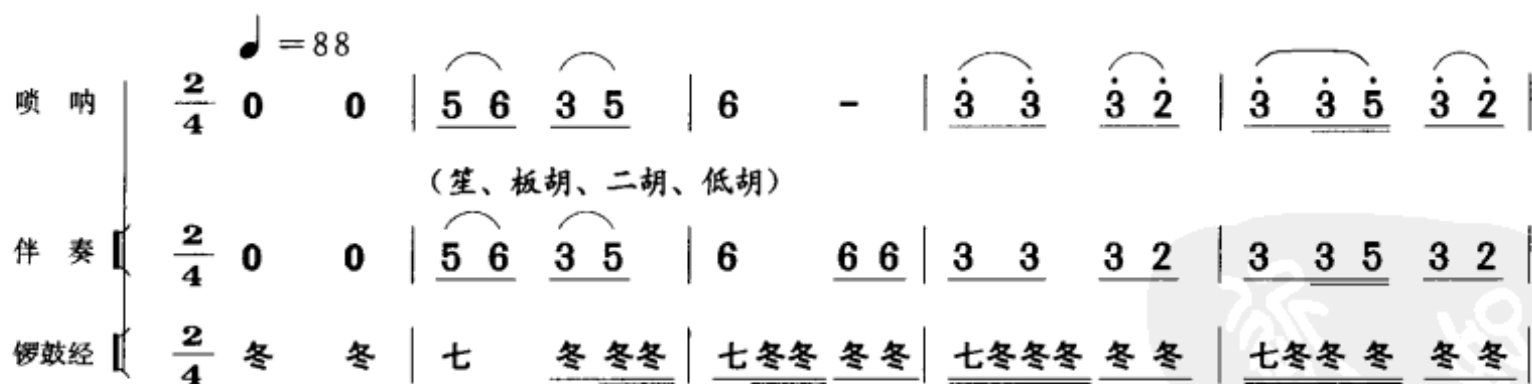 ♩=88
唢 呐 2/4 0 0 | 5 6 3 5 | 6 - | 3̇ 3̇ 3̇ 2̇ | 3̇ 3̇ 5̇ 3̇ 2̇ |
(笙、板胡、二胡、低胡)
伴 奏 2/4 0 0 | 5 6 3 5 | 6 6 6 | 3 3 3 2 | 3 3 5 3 2 |
锣鼓经 2/4 冬 冬 | 七 冬 冬冬 | 七冬冬 冬 冬 | 七冬冬冬 冬 冬 | 七冬冬 冬 冬 冬 |